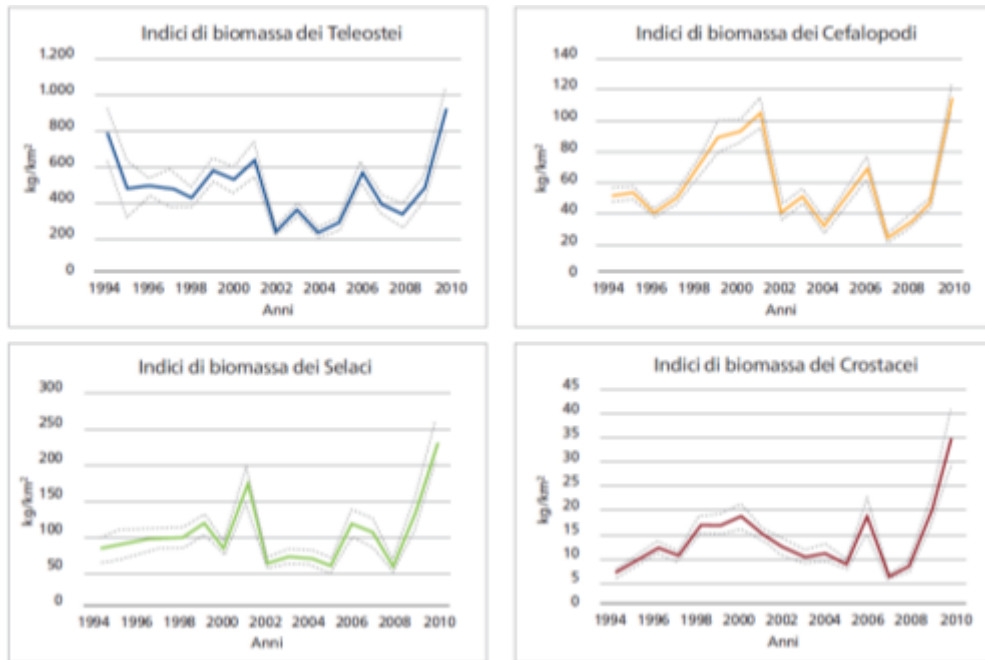 Indici di biomassa dei Teleostei
1.200
1.000
800
600
400
200
0
kg/km²
1994 1996 1998 2000 2002 2004 2006 2008 2010
Anni
Indici di biomassa dei Cefalopodi
140
120
100
80
60
40
20
0
kg/km²
1994 1996 1998 2000 2002 2004 2006 2008 2010
Anni
Indici di biomassa dei Selaci
300
250
200
150
100
50
0
kg/km²
1994 1996 1998 2000 2002 2004 2006 2008 2010
Anni
Indici di biomassa dei Crostacei
45
40
35
30
25
20
15
10
5
0
kg/km²
1994 1996 1998 2000 2002 2004 2006 2008 2010
Anni